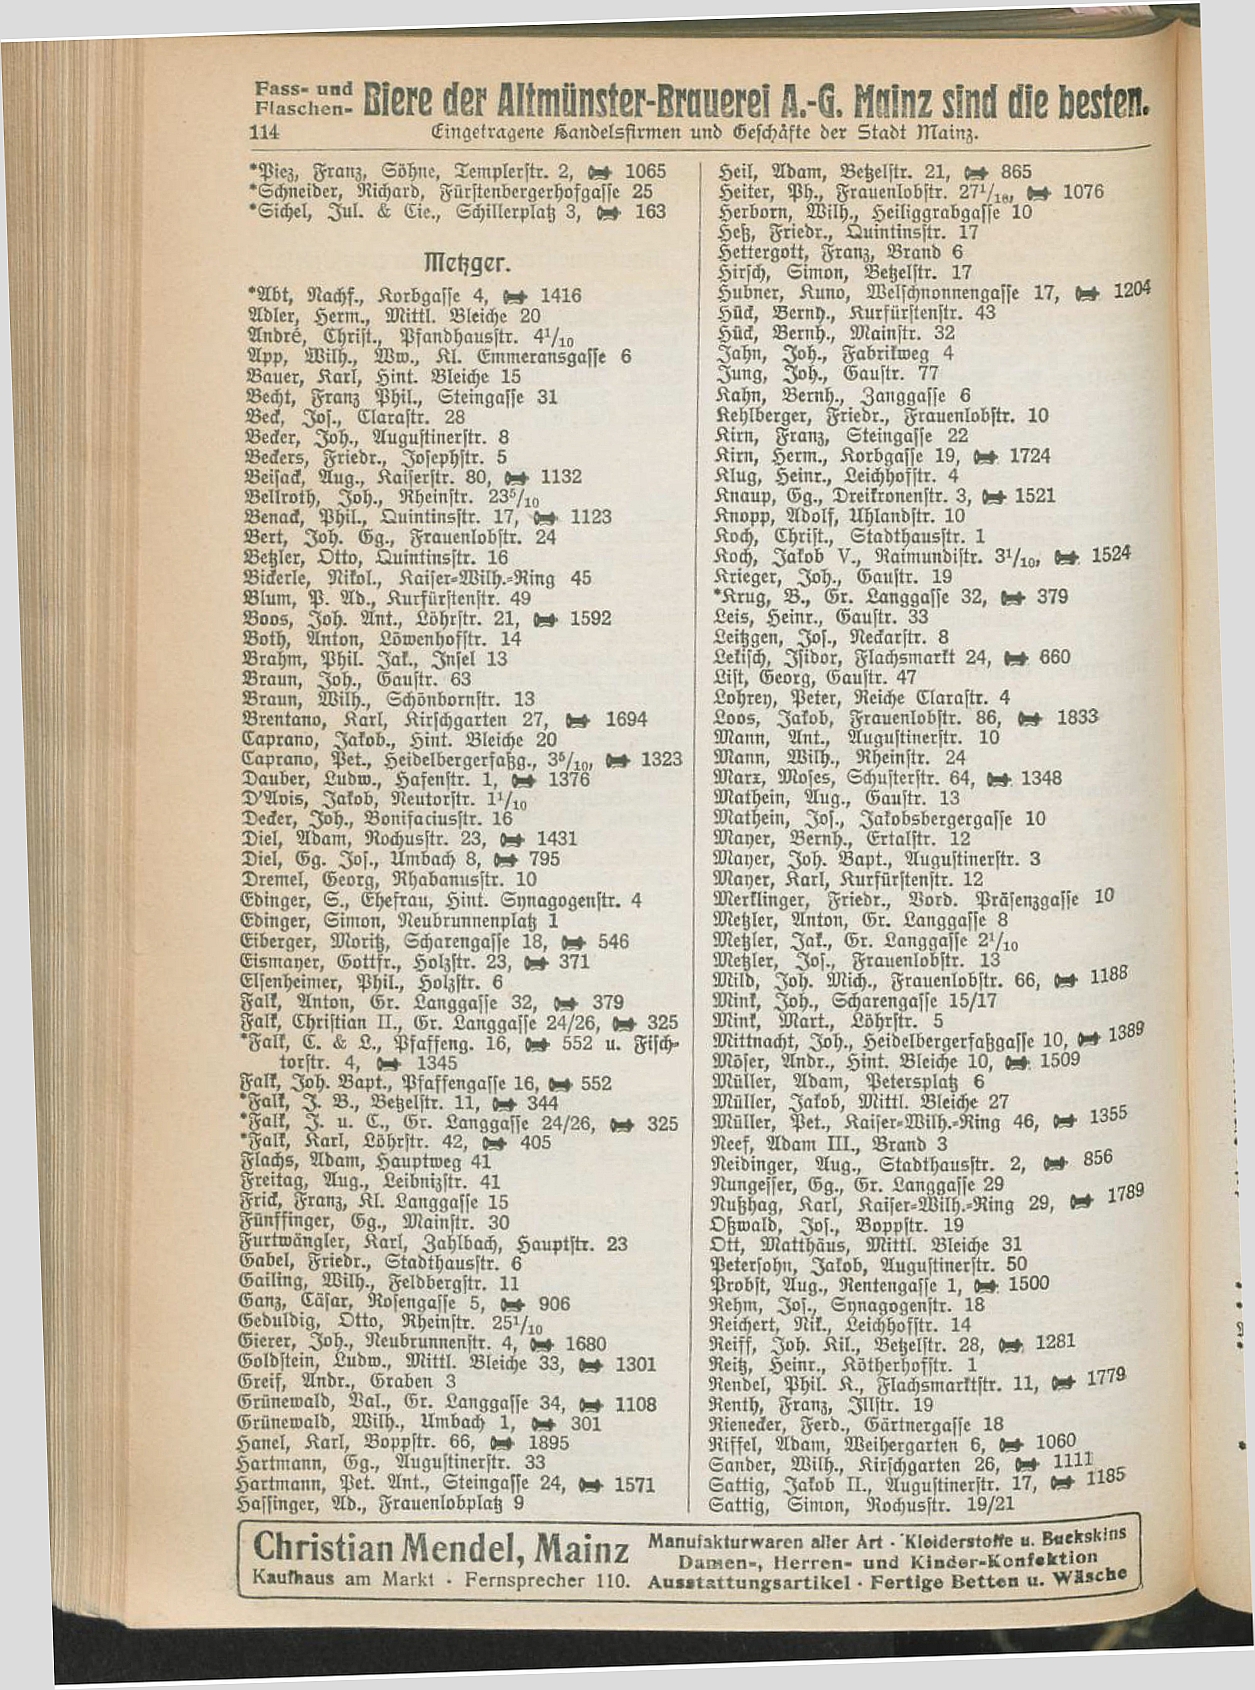 Fass- und Flaschen- Biere der Altmünster-Brauerei A.-G. Mainz sind die besten.
114 Eingetragene Handelsfirmen und Geschäfte der Stadt Mainz.
*Piez, Franz, Söhne, Templerstr. 2, 1065
*Schneider, Richard, Fürstenbergerhofgasse 25
*Sichel, Jul. & Cie., Schillerplatz 3, 163
Metzger.
*Abt, Nachf., Korbgasse 4, 1416
Adler, Herm., Mittl. Bleiche 20
André, Christ., Pfandhausstr. 4¹/₁₀
App, Wilh., Ww., Kl. Emmeransgasse 6
Bauer, Karl, Hint. Bleiche 15
Becht, Franz Phil., Steingasse 31
Beck, Jos., Clarastr. 28
Becker, Joh., Augustinerstr. 8
Beckers, Friedr., Josephstr. 5
Beisack, Aug., Kaiserstr. 80, 1132
Bellroth, Joh., Rheinstr. 23⁵/₁₀
Benack, Phil., Quintinsstr. 17, 1123
Bert, Joh. Gg., Frauenlobstr. 24
Betzler, Otto, Quintinsstr. 16
Bickerle, Nikol., Kaiser-Wilh.-Ring 45
Blum, P. Ad., Kurfürstenstr. 49
Boos, Joh. Ant., Löhrstr. 21, 1592
Both, Anton, Löwenhofstr. 14
Brahm, Phil. Jak., Insel 13
Braun, Joh., Gaustr. 63
Braun, Wilh., Schönbornstr. 13
Brentano, Karl, Kirschgarten 27, 1694
Caprano, Jakob., Hint. Bleiche 20
Caprano, Pet., Heidelbergerfaßg., 3⁵/₁₀, 1323
Dauber, Ludw., Hafenstr. 1, 1376
D'Avis, Jakob, Neutorstr. 1¹/₁₀
Decker, Joh., Bonifaciusstr. 16
Diel, Adam, Rochusstr. 23, 1431
Diel, Gg. Jos., Umbach 8, 795
Dremel, Georg, Rhabanusstr. 10
Edinger, S., Ehefrau, Hint. Synagogenstr. 4
Edinger, Simon, Neubrunnenplatz 1
Eiberger, Moritz, Scharengasse 18, 546
Eismayer, Gottfr., Holzstr. 23, 371
Elsenheimer, Phil., Holzstr. 6
Falk, Anton, Gr. Langgasse 32, 379
Falk, Christian II., Gr. Langgasse 24/26, 325
*Falk, C. & L., Pfaffeng. 16, 552 u. Fisch-
torstr. 4, 1345
Falk, Joh. Bapt., Pfaffengasse 16, 552
*Falk, J. B., Betzelstr. 11, 344
*Falk, J. u. C., Gr. Langgasse 24/26, 325
*Falk, Karl, Löhrstr. 42, 405
Flachs, Adam, Hauptweg 41
Freitag, Aug., Leibnizstr. 41
Frick, Franz, Kl. Langgasse 15
Fünffinger, Gg., Mainstr. 30
Furtwängler, Karl, Zahlbach, Hauptstr. 23
Gabel, Friedr., Stadthausstr. 6
Gailing, Wilh., Feldbergstr. 11
Ganz, Cäsar, Rosengasse 5, 906
Geduldig, Otto, Rheinstr. 25¹/₁₀
Gierer, Joh., Neubrunnenstr. 4, 1680
Goldstein, Ludw., Mittl. Bleiche 33, 1301
Greif, Andr., Graben 3
Grünewald, Val., Gr. Langgasse 34, 1108
Grünewald, Wilh., Umbach 1, 301
Hanel, Karl, Boppstr. 66, 1895
Hartmann, Gg., Augustinerstr. 33
Hartmann, Pet. Ant., Steingasse 24, 1571
Hassinger, Ad., Frauenlobplatz 9
Heil, Adam, Betzelstr. 21, 865
Heiter, Ph., Frauenlobstr. 27¹/₁₀, 1076
Herborn, Wilh., Heiliggrabgasse 10
Heß, Friedr., Quintinsstr. 17
Hettergott, Franz, Brand 6
Hirsch, Simon, Betzelstr. 17
Hubner, Kuno, Welschnonnengasse 17, 1204
Hück, Bernh., Kurfürstenstr. 43
Hück, Bernh., Mainstr. 32
Jahn, Joh., Fabrikweg 4
Jung, Joh., Gaustr. 77
Kahn, Bernh., Zanggasse 6
Kehlberger, Friedr., Frauenlobstr. 10
Kirn, Franz, Steingasse 22
Kirn, Herm., Korbgasse 19, 1724
Klug, Heinr., Leichhofstr. 4
Knaup, Gg., Dreikronenstr. 3, 1521
Knopp, Adolf, Uhlandstr. 10
Koch, Christ., Stadthausstr. 1
Koch, Jakob V., Raimundistr. 3¹/₁₀, 1524
Krieger, Joh., Gaustr. 19
*Krug, B., Gr. Langgasse 32, 379
Leis, Heinr., Gaustr. 33
Leitzgen, Jos., Neckarstr. 8
Lekisch, Isidor, Flachsmarkt 24, 660
List, Georg, Gaustr. 47
Lohrey, Peter, Reiche Clarastr. 4
Loos, Jakob, Frauenlobstr. 86, 1833
Mann, Ant., Augustinerstr. 10
Mann, Wilh., Rheinstr. 24
Marx, Moses, Schusterstr. 64, 1348
Mathein, Aug., Gaustr. 13
Mathein, Jos., Jakobsbergergasse 10
Mayer, Bernh., Ertalstr. 12
Mayer, Joh. Bapt., Augustinerstr. 3
Mayer, Karl, Kurfürstenstr. 12
Merklinger, Friedr., Vord. Präsenzgasse 10
Metzler, Anton, Gr. Langgasse 8
Metzler, Jak., Gr. Langgasse 2¹/₁₀
Metzler, Jos., Frauenlobstr. 13
Mild, Joh. Mich., Frauenlobstr. 66, 1188
Mink, Joh., Scharengasse 15/17
Mink, Mart., Löhrstr. 5
Mittnacht, Joh., Heidelbergerfaßgasse 10, 1389
Möser, Andr., Hint. Bleiche 10, 1509
Müller, Adam, Petersplatz 6
Müller, Jakob, Mittl. Bleiche 27
Müller, Pet., Kaiser-Wilh.-Ring 46, 1355
Neef, Adam III., Brand 3
Neidinger, Aug., Stadthausstr. 2, 856
Nungesser, Gg., Gr. Langgasse 29
Nußhag, Karl, Kaiser-Wilh.-Ring 29, 1789
Oßwald, Jos., Boppstr. 19
Ott, Matthäus, Mittl. Bleiche 31
Petersohn, Jakob, Augustinerstr. 50
Probst, Aug., Rentengasse 1, 1500
Rehm, Jos., Synagogenstr. 18
Reichert, Nik., Leichhofstr. 14
Reiff, Joh. Kil., Betzelstr. 28, 1281
Reitz, Heinr., Kötherhofstr. 1
Rendel, Phil. K., Flachsmarktstr. 11, 1779
Renth, Franz, Illstr. 19
Rienecker, Ferd., Gärtnergasse 18
Riffel, Adam, Weihergarten 6, 1060
Sander, Wilh., Kirschgarten 26, 1111
Sattig, Jakob II., Augustinerstr. 17, 1185
Sattig, Simon, Rochusstr. 19/21
Christian Mendel, Mainz
Kaufhaus am Markt · Fernsprecher 110.
Manufakturwaren aller Art · Kleiderstoffe u. Buckskins
Damen-, Herren- und Kinder-Konfektion
Ausstattungsartikel · Fertige Betten u. Wäsche